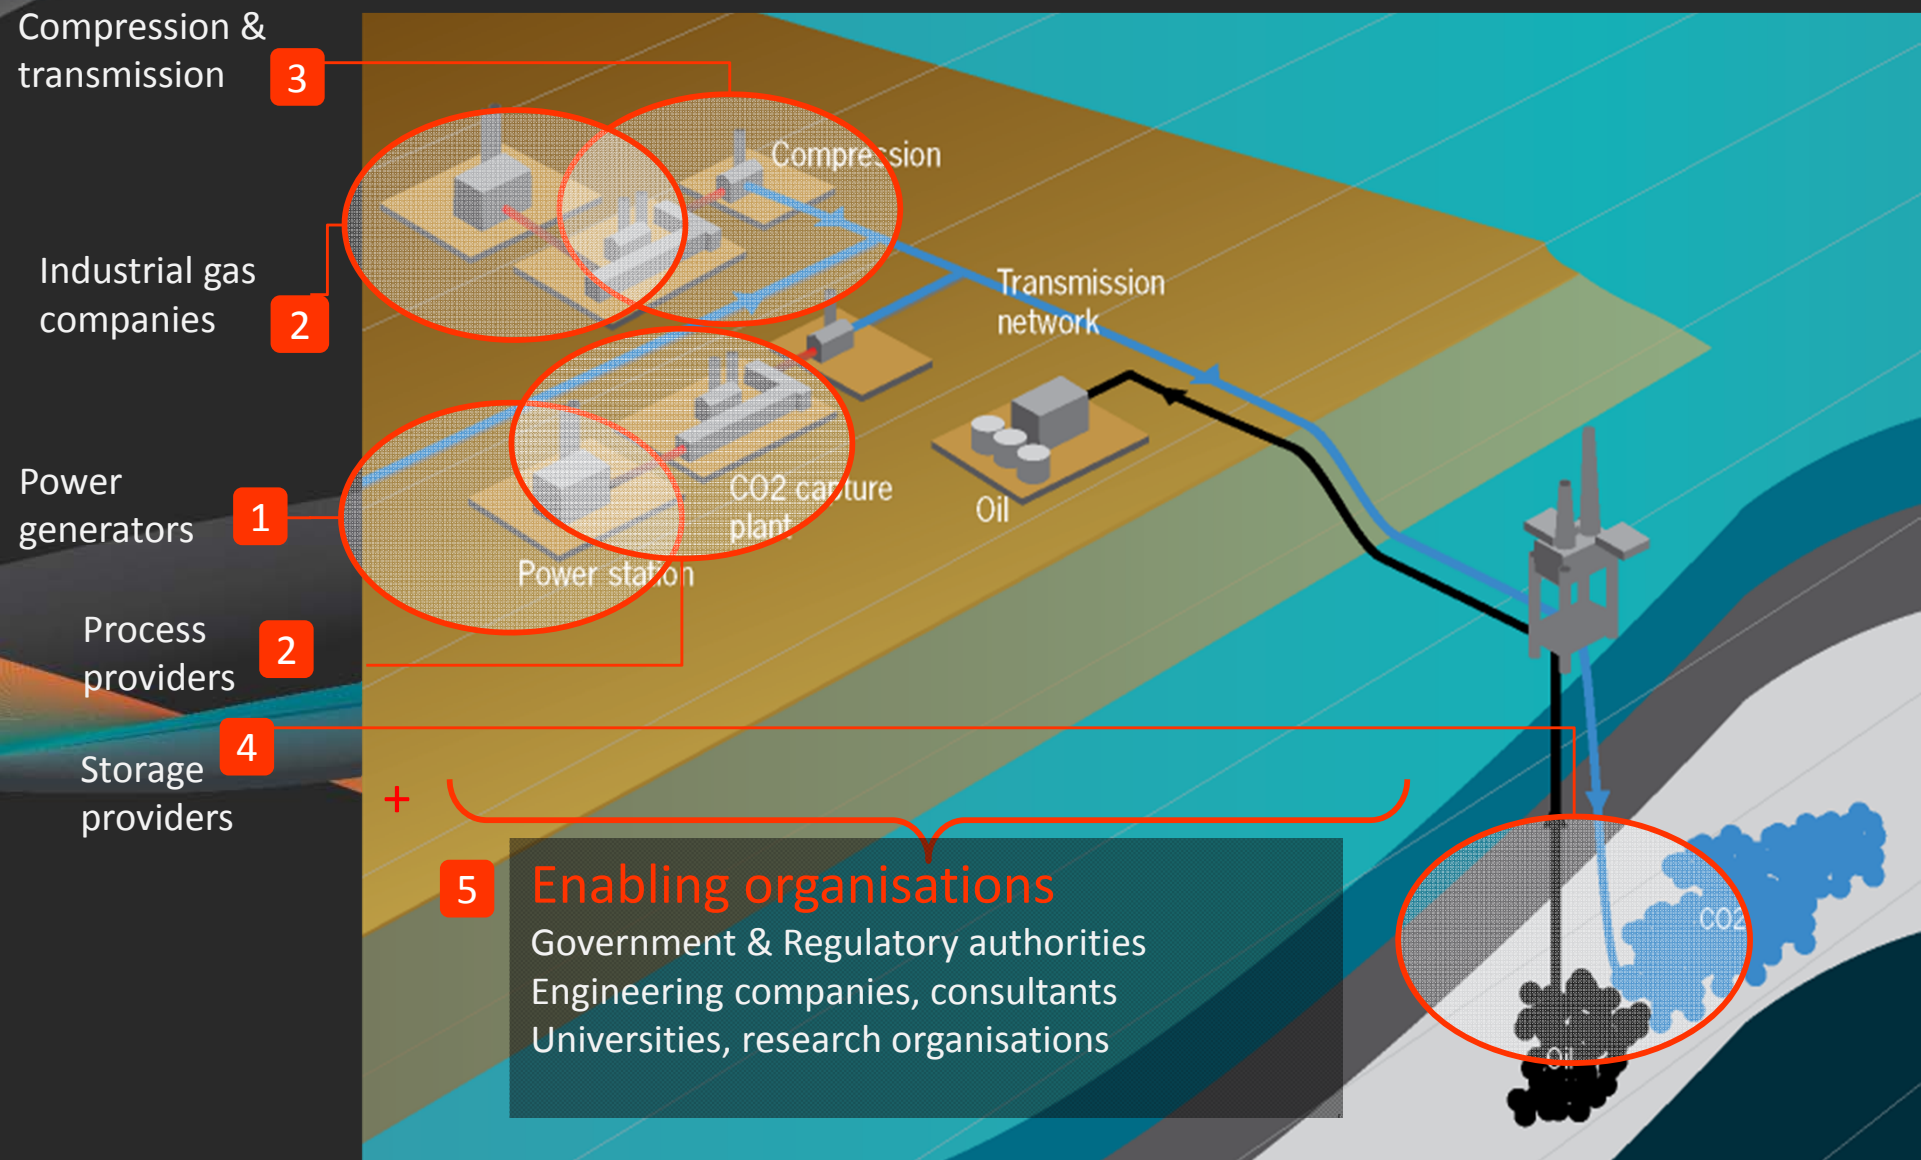 Compression &
transmission
3
Compression
Industrial gas
companies
2
Transmission
network
Power
generators
1
CO2 capture
plant
Oil
Power station
Process
providers
2
4
Storage
providers
+
5
Enabling organisations
Government & Regulatory authorities
Engineering companies, consultants
Universities, research organisations
CO2
Oil